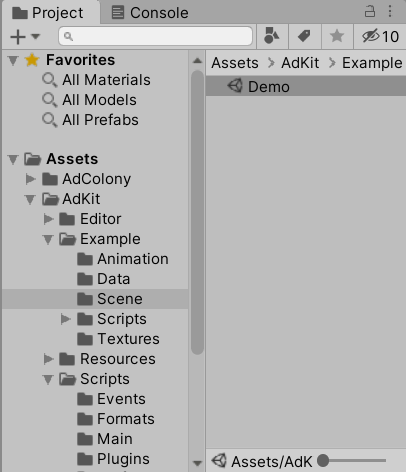 Project Console
10
Favorites
All Materials
All Models
All Prefabs
Assets
AdColony
AdKit
Editor
Example
Animation
Data
Scene
Scripts
Textures
Resources
Scripts
Events
Formats
Main
Plugins
Assets > AdKit > Example
Demo
Assets/AdK